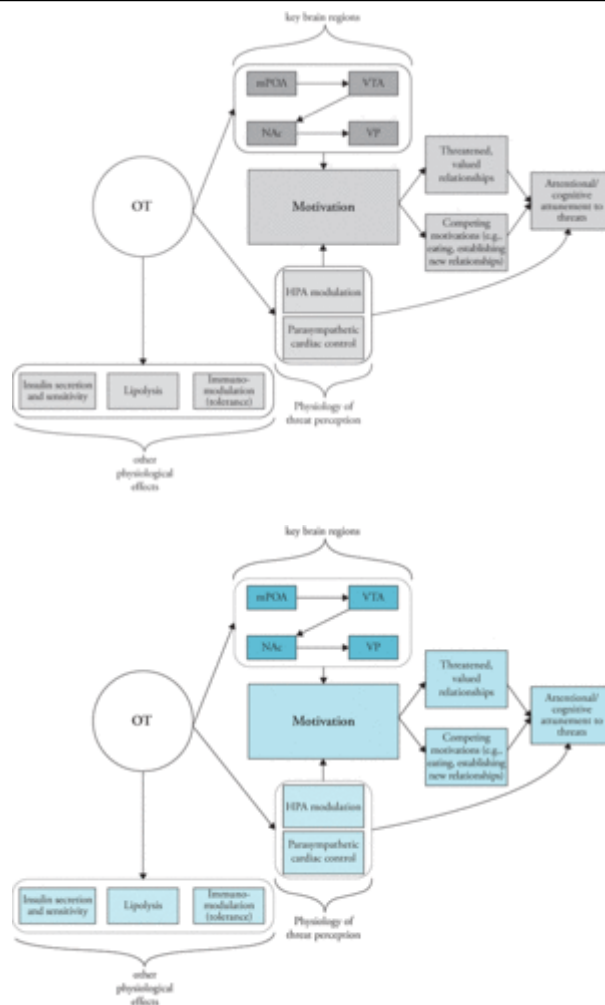 key brain regions
mPOA
VTA
NAc
VP
OT
Motivation
Threatened,
valued
relationships
Competing
motivations (e.g.,
eating, establishing
new relationships)
Attentional/
cognitive
attunement to
threats
HPA modulation
Parasympathetic
cardiac control
Physiology of
threat perception
Insulin secretion
and sensitivity
Lipolysis
Immuno-
modulation
(tolerance)
other
physiological
effects
key brain regions
mPOA
VTA
NAc
VP
OT
Motivation
Threatened,
valued
relationships
Competing
motivations (e.g.,
eating, establishing
new relationships)
Attentional/
cognitive
attunement to
threats
HPA modulation
Parasympathetic
cardiac control
Physiology of
threat perception
Insulin secretion
and sensitivity
Lipolysis
Immuno-
modulation
(tolerance)
other
physiological
effects